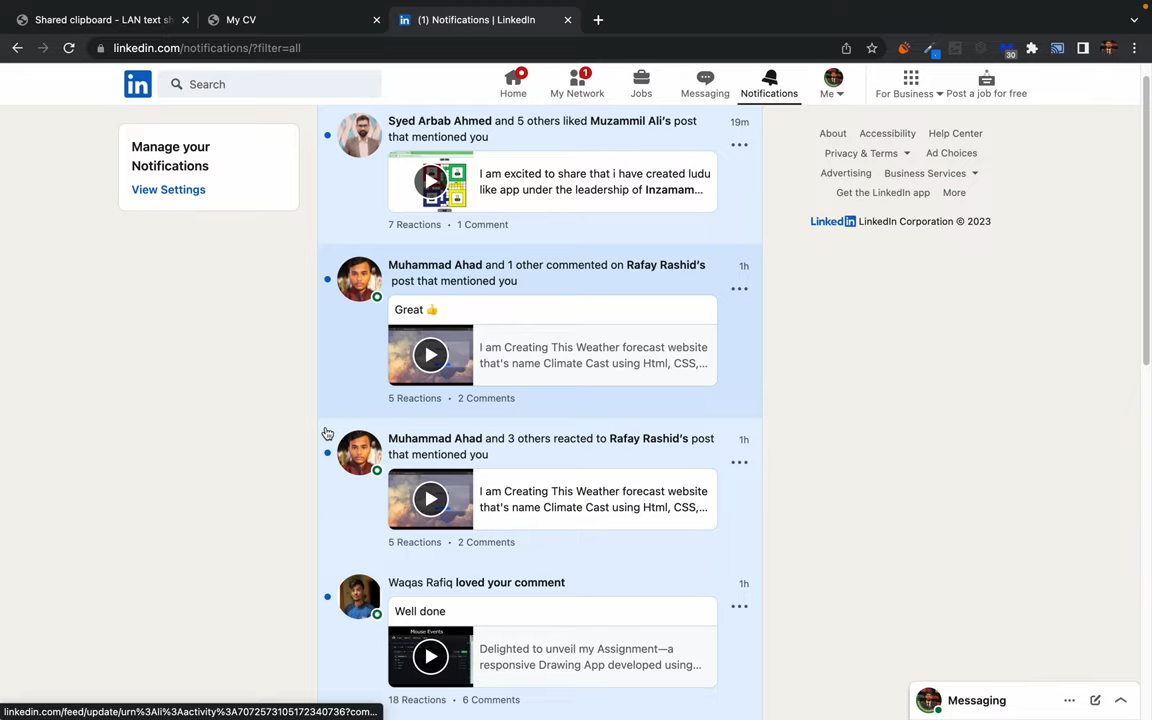 Shared clipboard - LAN text sh
My CV
(1) Notifications | LinkedIn
linkedin.com/notifications/?filter=all
30
in
Search
Home
1
My Network
Jobs
Messaging
Notifications
Me
For Business
Post a job for free
Manage your
Notifications
View Settings
Syed Arbab Ahmed and 5 others liked Muzammil Ali's post
that mentioned you
19m
I am excited to share that i have created ludu
like app under the leadership of Inzamam...
7 Reactions • 1 Comment
Muhammad Ahad and 1 other commented on Rafay Rashid's
post that mentioned you
1h
Great 👍
I am Creating This Weather forecast website
that's name Climate Cast using Html, CSS,...
5 Reactions • 2 Comments
Muhammad Ahad and 3 others reacted to Rafay Rashid's post
that mentioned you
1h
I am Creating This Weather forecast website
that's name Climate Cast using Html, CSS,...
5 Reactions • 2 Comments
Waqas Rafiq loved your comment
1h
Well done
Mouse Events
Delighted to unveil my Assignment—a
responsive Drawing App developed using...
18 Reactions • 6 Comments
About Accessibility Help Center
Privacy & Terms Ad Choices
Advertising Business Services
Get the LinkedIn app More
LinkedIn LinkedIn Corporation © 2023
Messaging
linkedin.com/feed/update/urn%3Ali%3Aactivity%3A7072573105172340736?com...